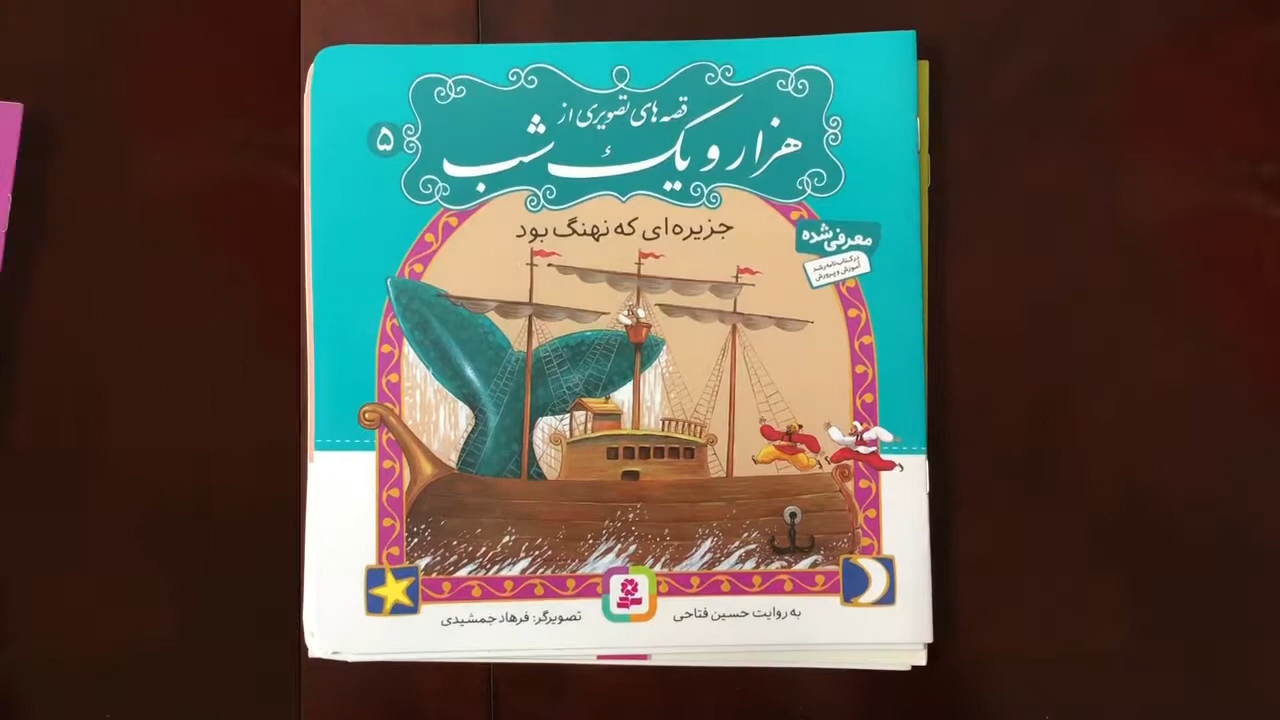 قصه های تصویری از
هزار و یک شب
۵
جزیره ای که نهنگ بود
معرفی شده
در کتاب نامه رشد
آموزش و پرورش
به روایت حسین فتاحی
تصویرگر: فرهاد جمشیدی